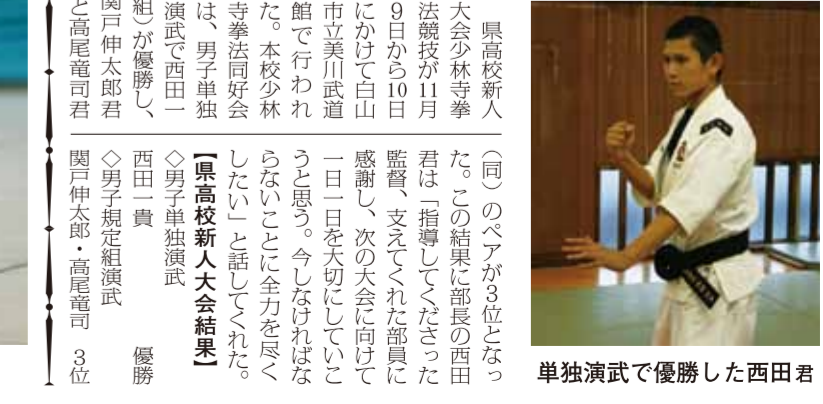 県高校新人
大会少林寺拳
法競技が11月
9日から10日
にかけて白山
市立美川武道
館で行われ
た。本校少林
寺拳法同好会
は、男子単独
演武で西田一
組）が優勝し、
関戸伸太郎君
と高尾竜司君
（同）のペアが3位となっ
た。この結果に部長の西田
君は「指導してくださった
監督、支えてくれた部員に
感謝し、次の大会に向けて
一日一日を大切にしていこ
うと思う。今しなければな
らないことに全力を尽く
したい」と話してくれた。
【県高校新人大会結果】
◇男子単独演武
西田一貴　優勝
◇男子規定組演武
関戸伸太郎・高尾竜司　3位
単独演武で優勝した西田君